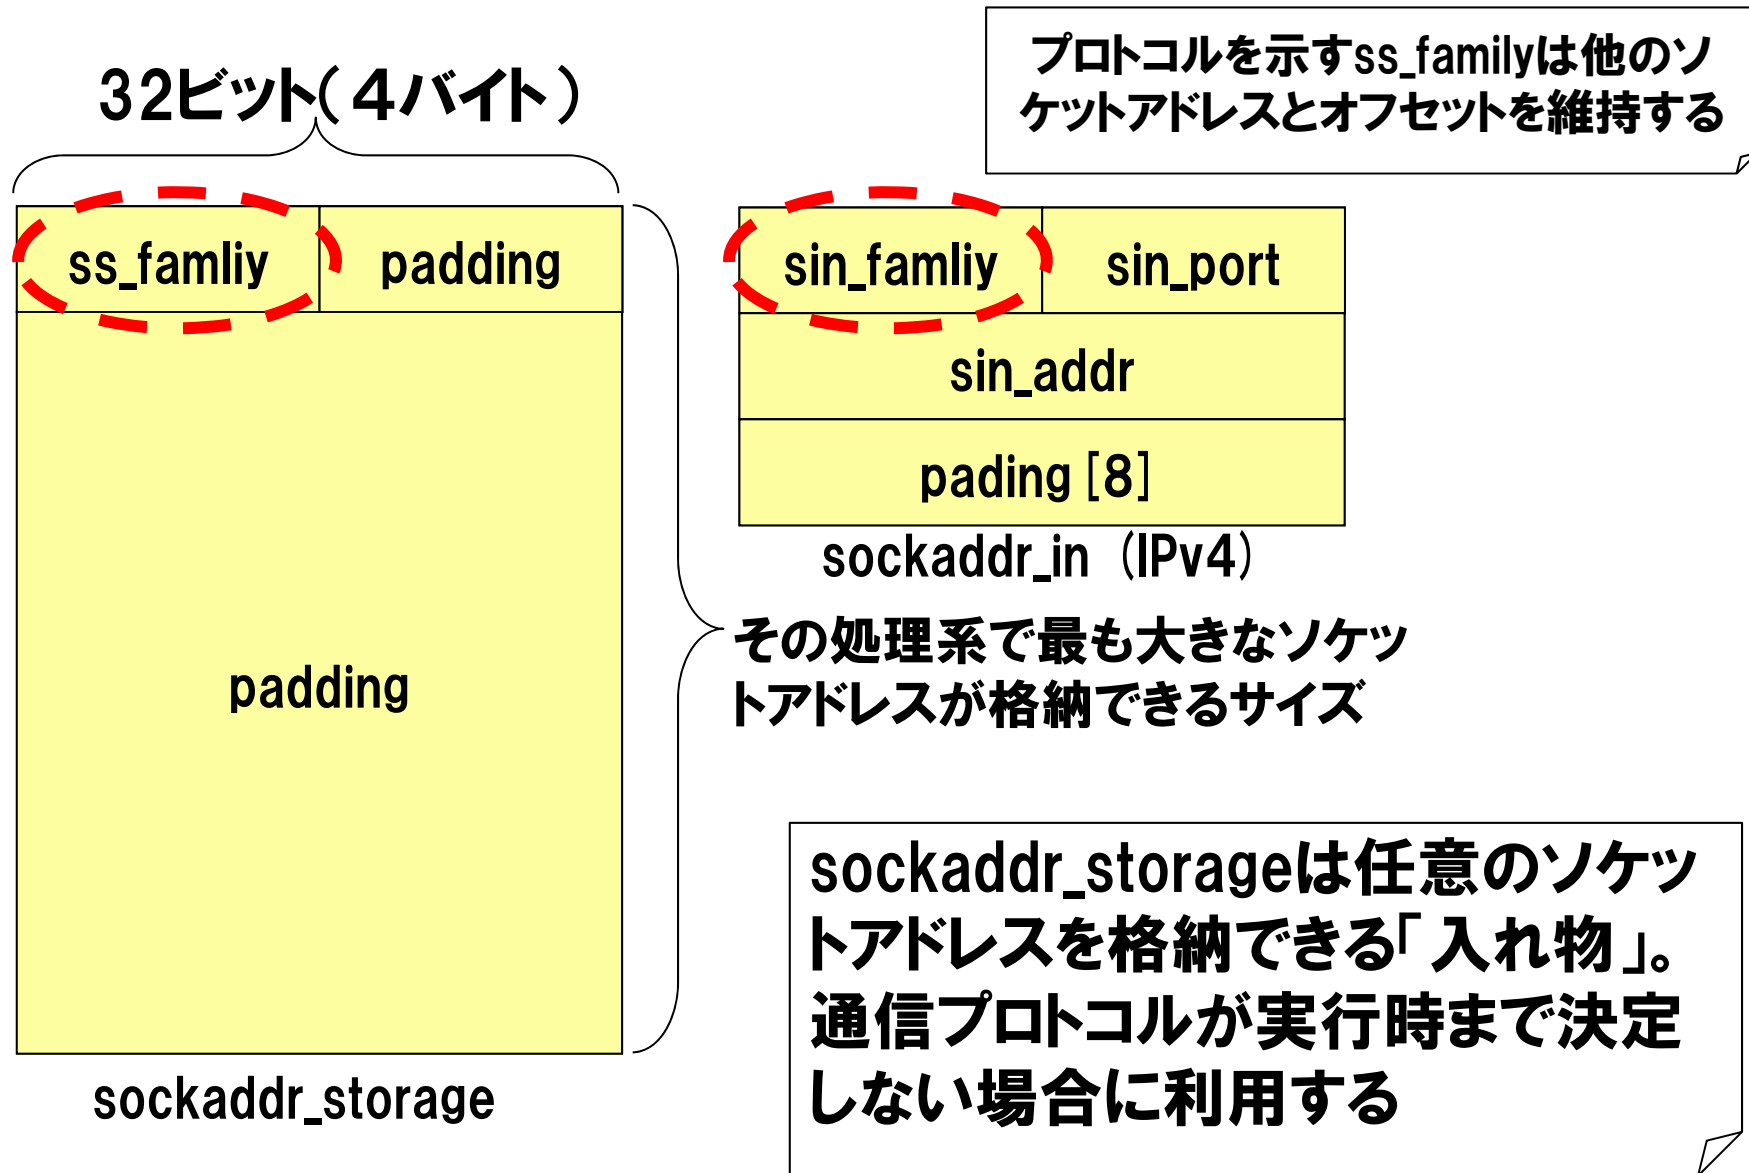 プロトコルを示すss_familyは他のソ
ケットアドレスとオフセットを維持する
32ビット(4バイト)
ss_famliy
padding
padding
sockaddr_storage
sin_famliy
sin_port
sin_addr
pading [8]
sockaddr_in (IPv4)
その処理系で最も大きなソケッ
トアドレスが格納できるサイズ
sockaddr_storageは任意のソケッ
トアドレスを格納できる「入れ物」。
通信プロトコルが実行時まで決定
しない場合に利用する